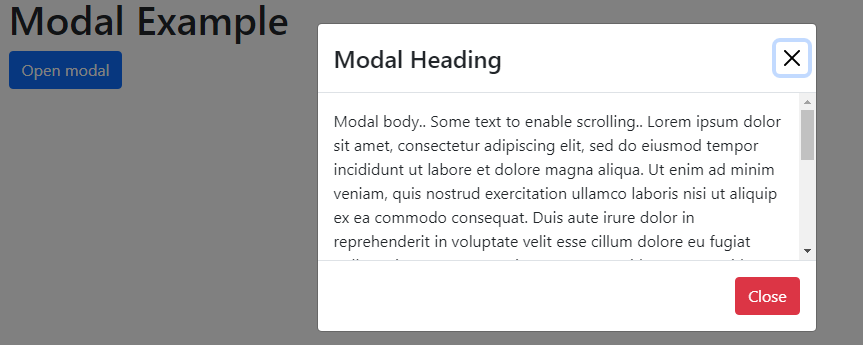 Modal Example
Open modal
Modal Heading
Modal body.. Some text to enable scrolling.. Lorem ipsum dolor
sit amet, consectetur adipiscing elit, sed do eiusmod tempor
incididunt ut labore et dolore magna aliqua. Ut enim ad minim
veniam, quis nostrud exercitation ullamco laboris nisi ut aliquip
ex ea commodo consequat. Duis aute irure dolor in
reprehenderit in voluptate velit esse cillum dolore eu fugiat
Close